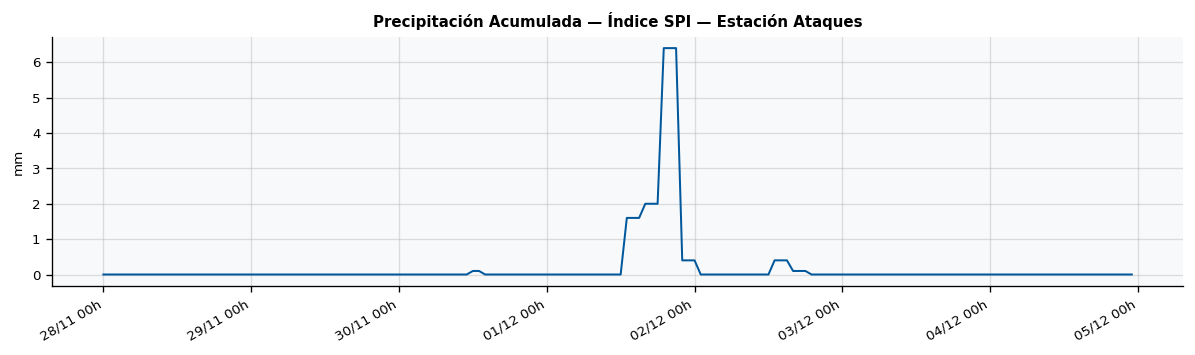 Precipitación Acumulada — Índice SPI — Estación Ataques
mm
6
5
4
3
2
1
0
28/11 00h
29/11 00h
30/11 00h
01/12 00h
02/12 00h
03/12 00h
04/12 00h
05/12 00h